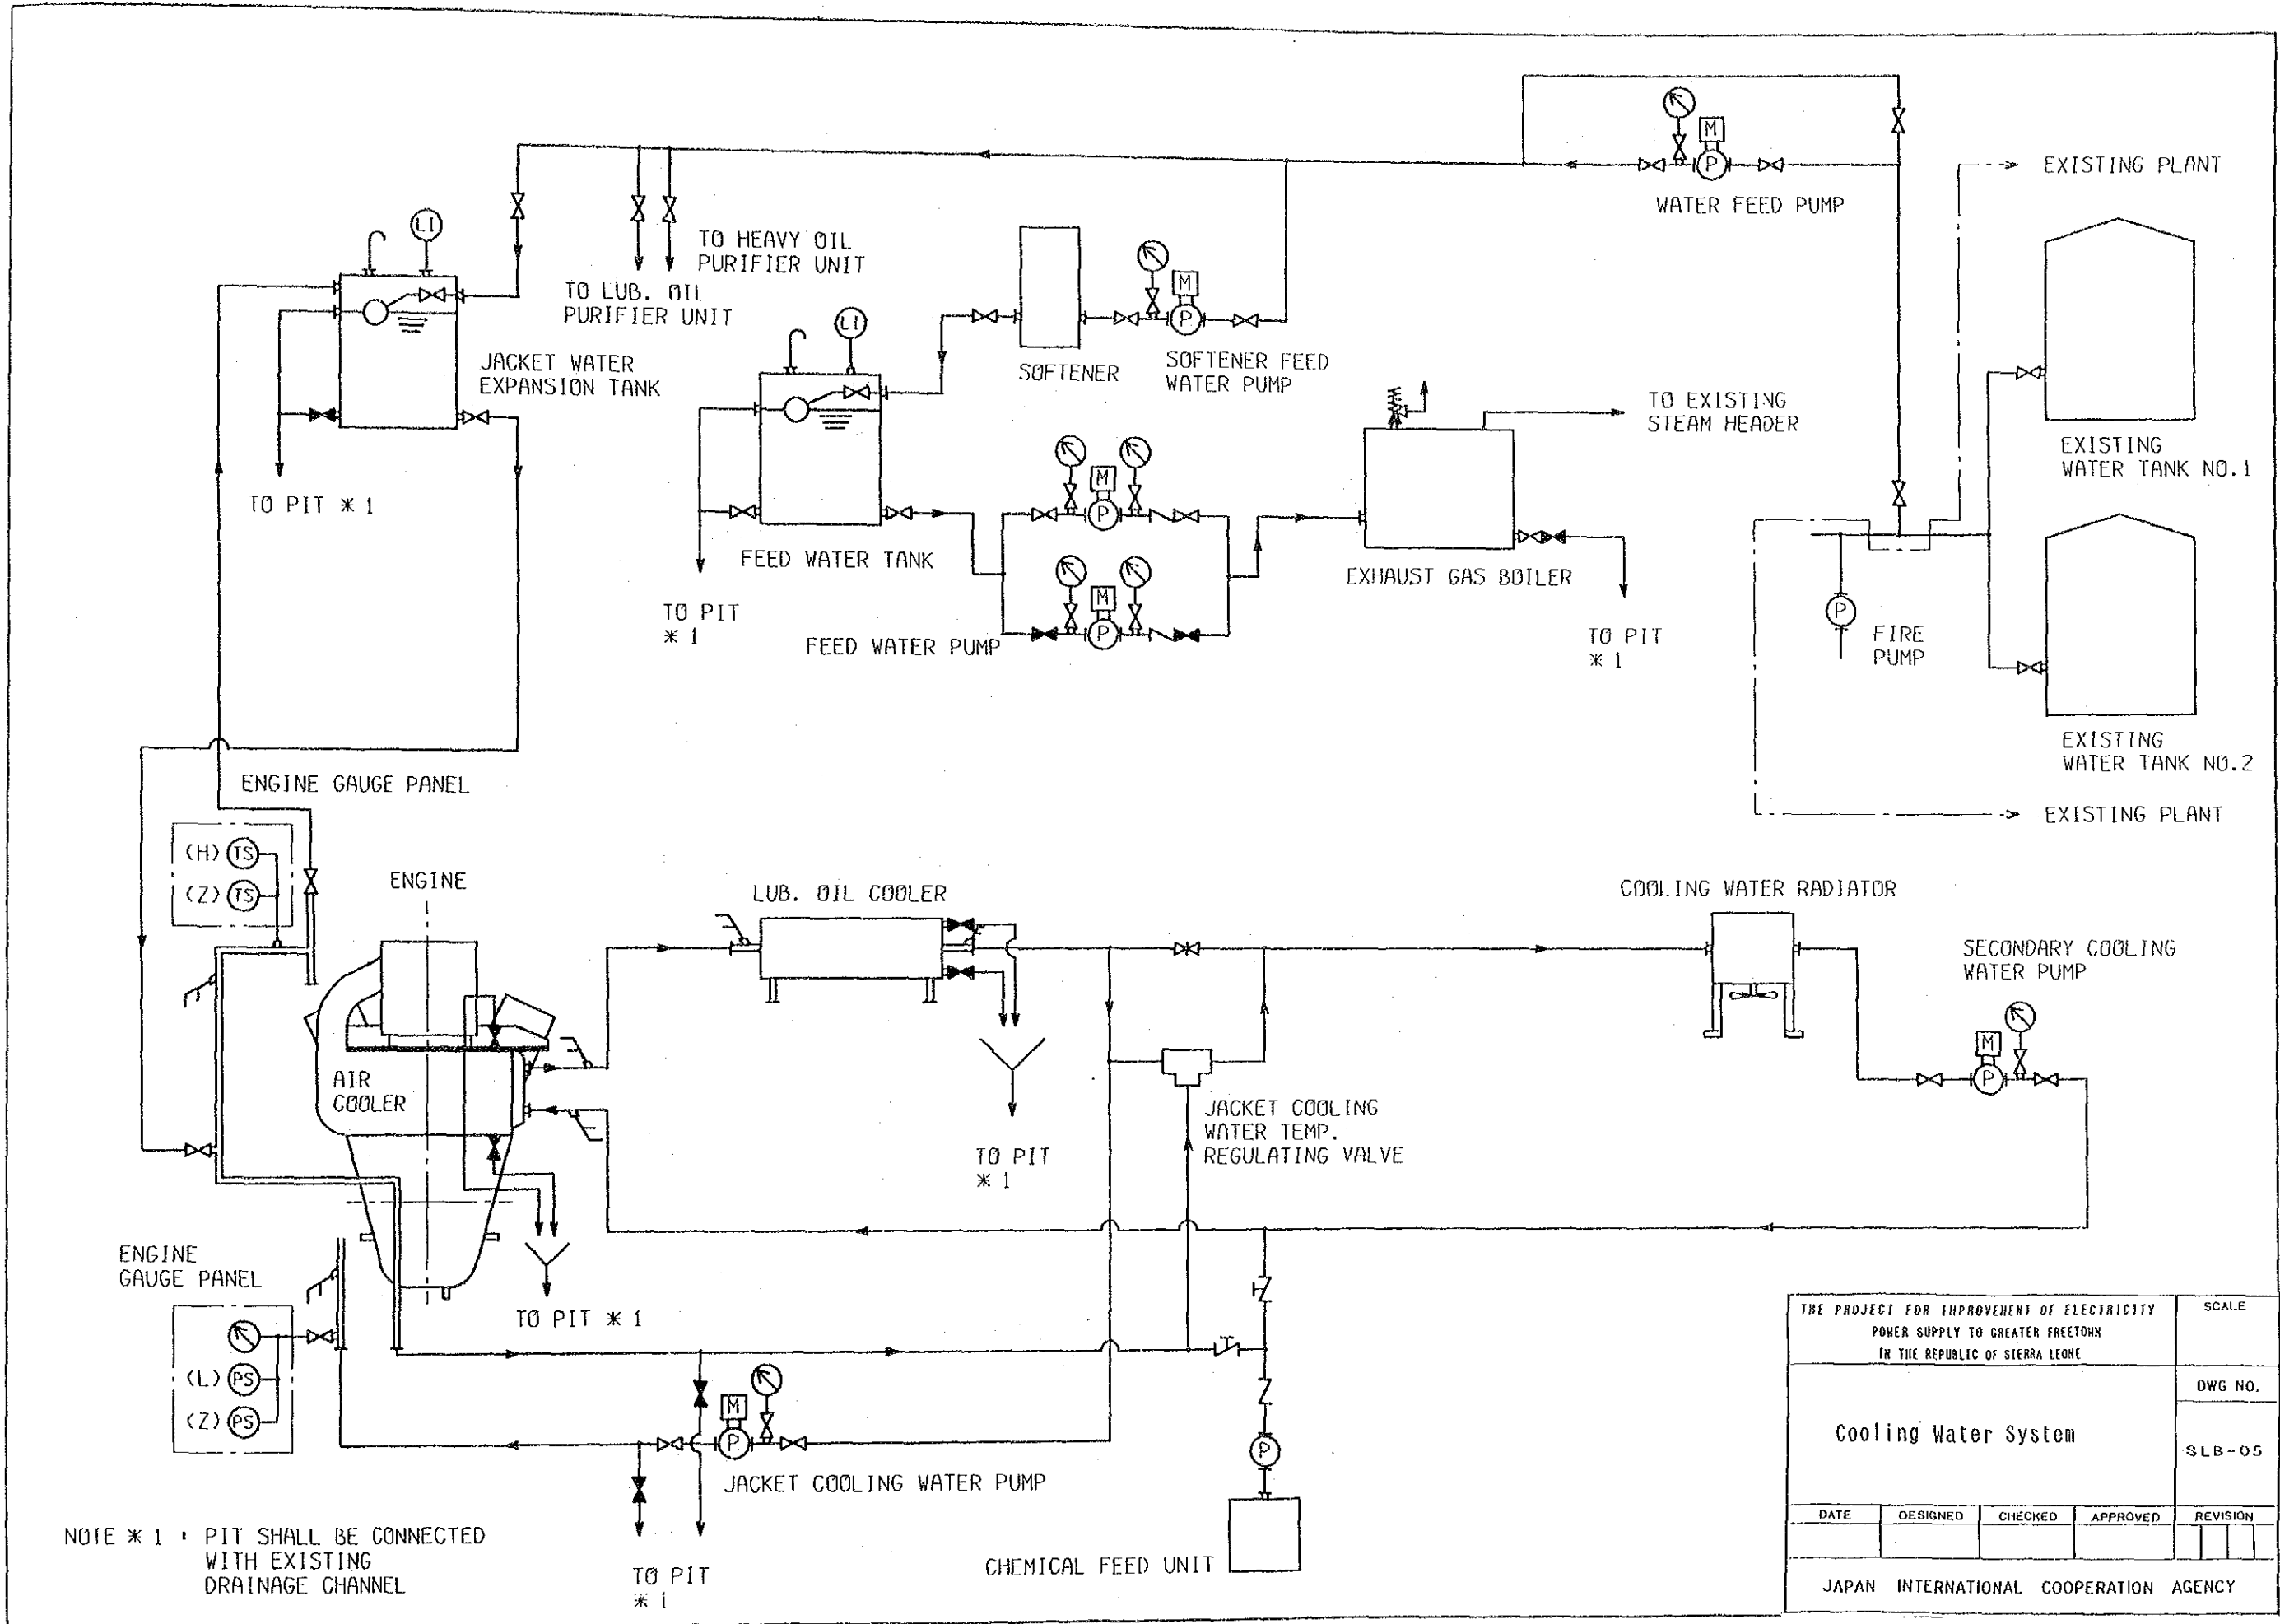 EXISTING PLANT
M
P
WATER FEED PUMP
LI
TO HEAVY OIL
PURIFIER UNIT
TO LUB. OIL
PURIFIER UNIT
JACKET WATER
EXPANSION TANK
TO PIT * 1
LI
SOFTENER
M
P
SOFTENER FEED
WATER PUMP
FEED WATER TANK
TO PIT
* 1
M
P
M
P
FEED WATER PUMP
TO EXISTING
STEAM HEADER
EXHAUST GAS BOILER
TO PIT
* 1
EXISTING
WATER TANK NO.1
P
FIRE
PUMP
EXISTING
WATER TANK NO.2
EXISTING PLANT
ENGINE GAUGE PANEL
(H) TS
(Z) TS
ENGINE
AIR
COOLER
LUB. OIL COOLER
TO PIT
* 1
COOLING WATER RADIATOR
SECONDARY COOLING
WATER PUMP
M
P
JACKET COOLING
WATER TEMP.
REGULATING VALVE
ENGINE
GAUGE PANEL
(L) PS
(Z) PS
TO PIT * 1
M
P
JACKET COOLING WATER PUMP
TO PIT
* 1
P
CHEMICAL FEED UNIT
NOTE * 1 : PIT SHALL BE CONNECTED
WITH EXISTING
DRAINAGE CHANNEL
THE PROJECT FOR IMPROVEMENT OF ELECTRICITY
POWER SUPPLY TO GREATER FREETOWN
IN THE REPUBLIC OF SIERRA LEONE
SCALE
Cooling Water System
DWG NO.
SLB-05
DATE DESIGNED CHECKED APPROVED REVISION
JAPAN INTERNATIONAL COOPERATION AGENCY